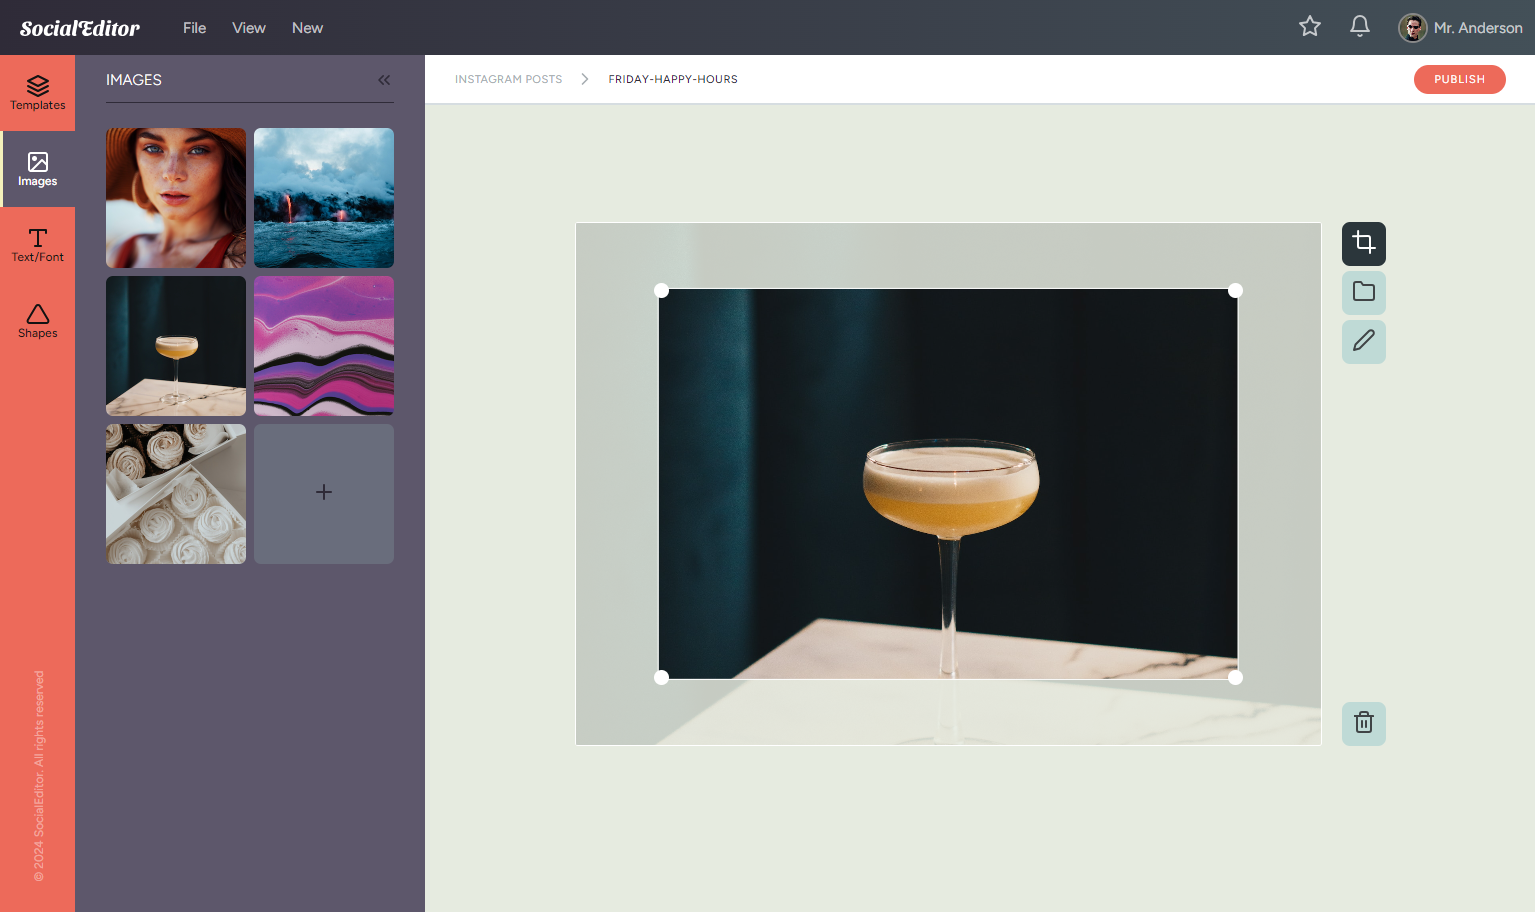 SocialEditor
File
View
New
Mr. Anderson
Templates
Images
Text/Font
Shapes
© 2024 SocialEditor. All rights reserved
IMAGES
INSTAGRAM POSTS
FRIDAY-HAPPY-HOURS
PUBLISH